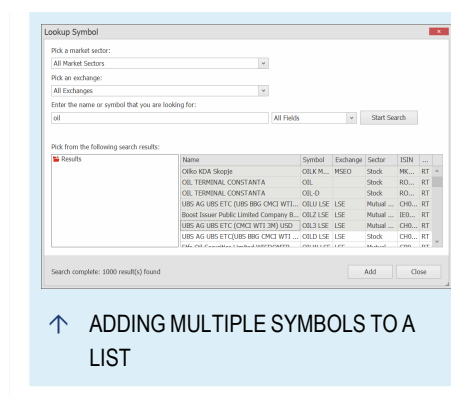 Lookup Symbol
Pick a market sector:
All Market Sectors
Pick an exchange:
All Exchanges
Enter the name or symbol that you are looking for:
oil All Fields Start Search
Pick from the following search results:
Results
Name Symbol Exchange Sector ISIN ...
Oilko KDA Skopje OILK M... MSEO Stock MK... RT
OIL TERMINAL CONSTANTA OIL Stock RO... RT
OIL TERMINAL CONSTANTA OIL-D Stock RO... RT
UBS AG UBS ETC (UBS BBG CMCI WTI... OILU LSE LSE Mutual ... CH0... RT
Boost Issuer Public Limited Company B... OILZ LSE LSE Mutual ... IE0... RT
UBS AG UBS ETC (CMCI WTI 3M) USD OIL3 LSE LSE Mutual ... CH0... RT
UBS AG UBS ETC(UBS BBG CMCI WTI ... OILD LSE LSE Stock CH0... RT
Search complete: 1000 result(s) found Add Close
↑ ADDING MULTIPLE SYMBOLS TO A
LIST